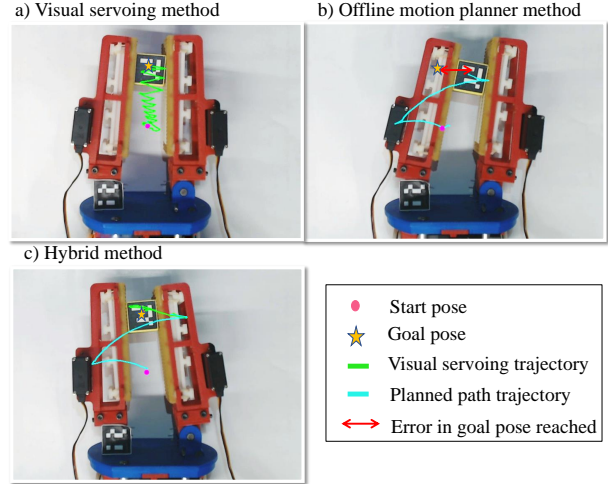 a) Visual servoing method
b) Offline motion planner method
c) Hybrid method
Start pose
Goal pose
Visual servoing trajectory
Planned path trajectory
Error in goal pose reached